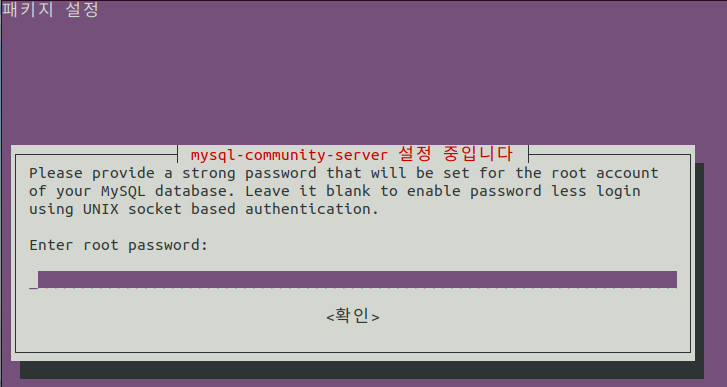 패키지 설정
mysql-community-server 설정 중입니다
Please provide a strong password that will be set for the root account
of your MySQL database. Leave it blank to enable password less login
using UNIX socket based authentication.
Enter root password:
<확인>